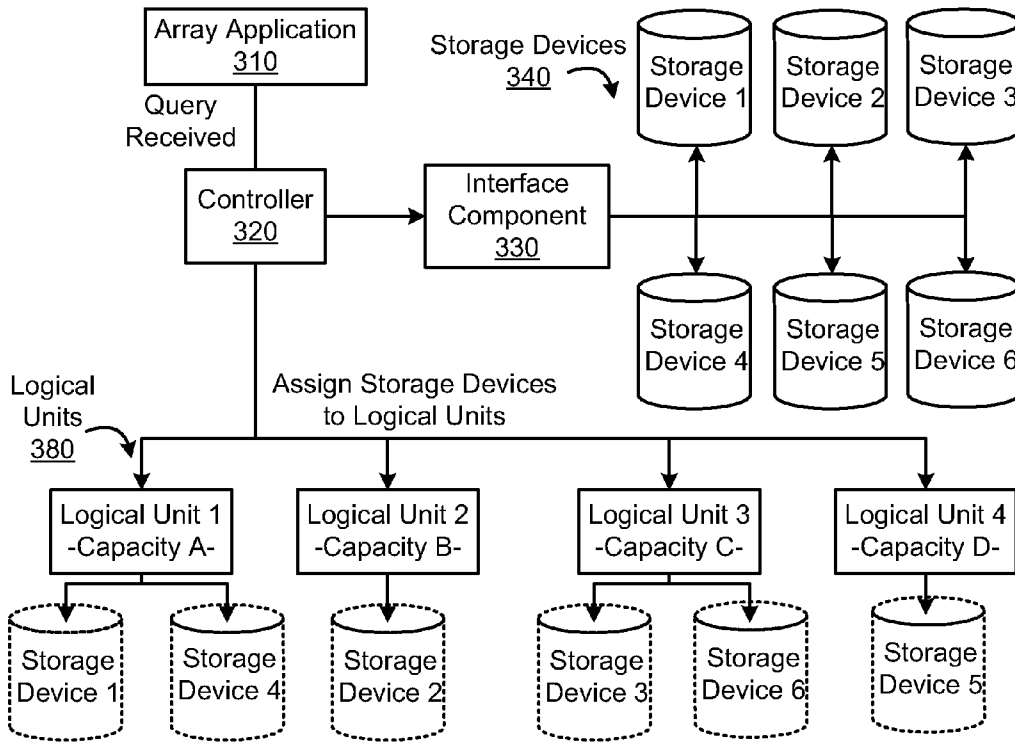 Array Application
310
Query
Received
Storage Devices
340
Storage
Device 1
Storage
Device 2
Storage
Device 3
Controller
320
Interface
Component
330
Storage
Device 4
Storage
Device 5
Storage
Device 6
Logical
Units
380
Assign Storage Devices
to Logical Units
Logical Unit 1
-Capacity A-
Logical Unit 2
-Capacity B-
Logical Unit 3
-Capacity C-
Logical Unit 4
-Capacity D-
Storage
Device 1
Storage
Device 4
Storage
Device 2
Storage
Device 3
Storage
Device 6
Storage
Device 5